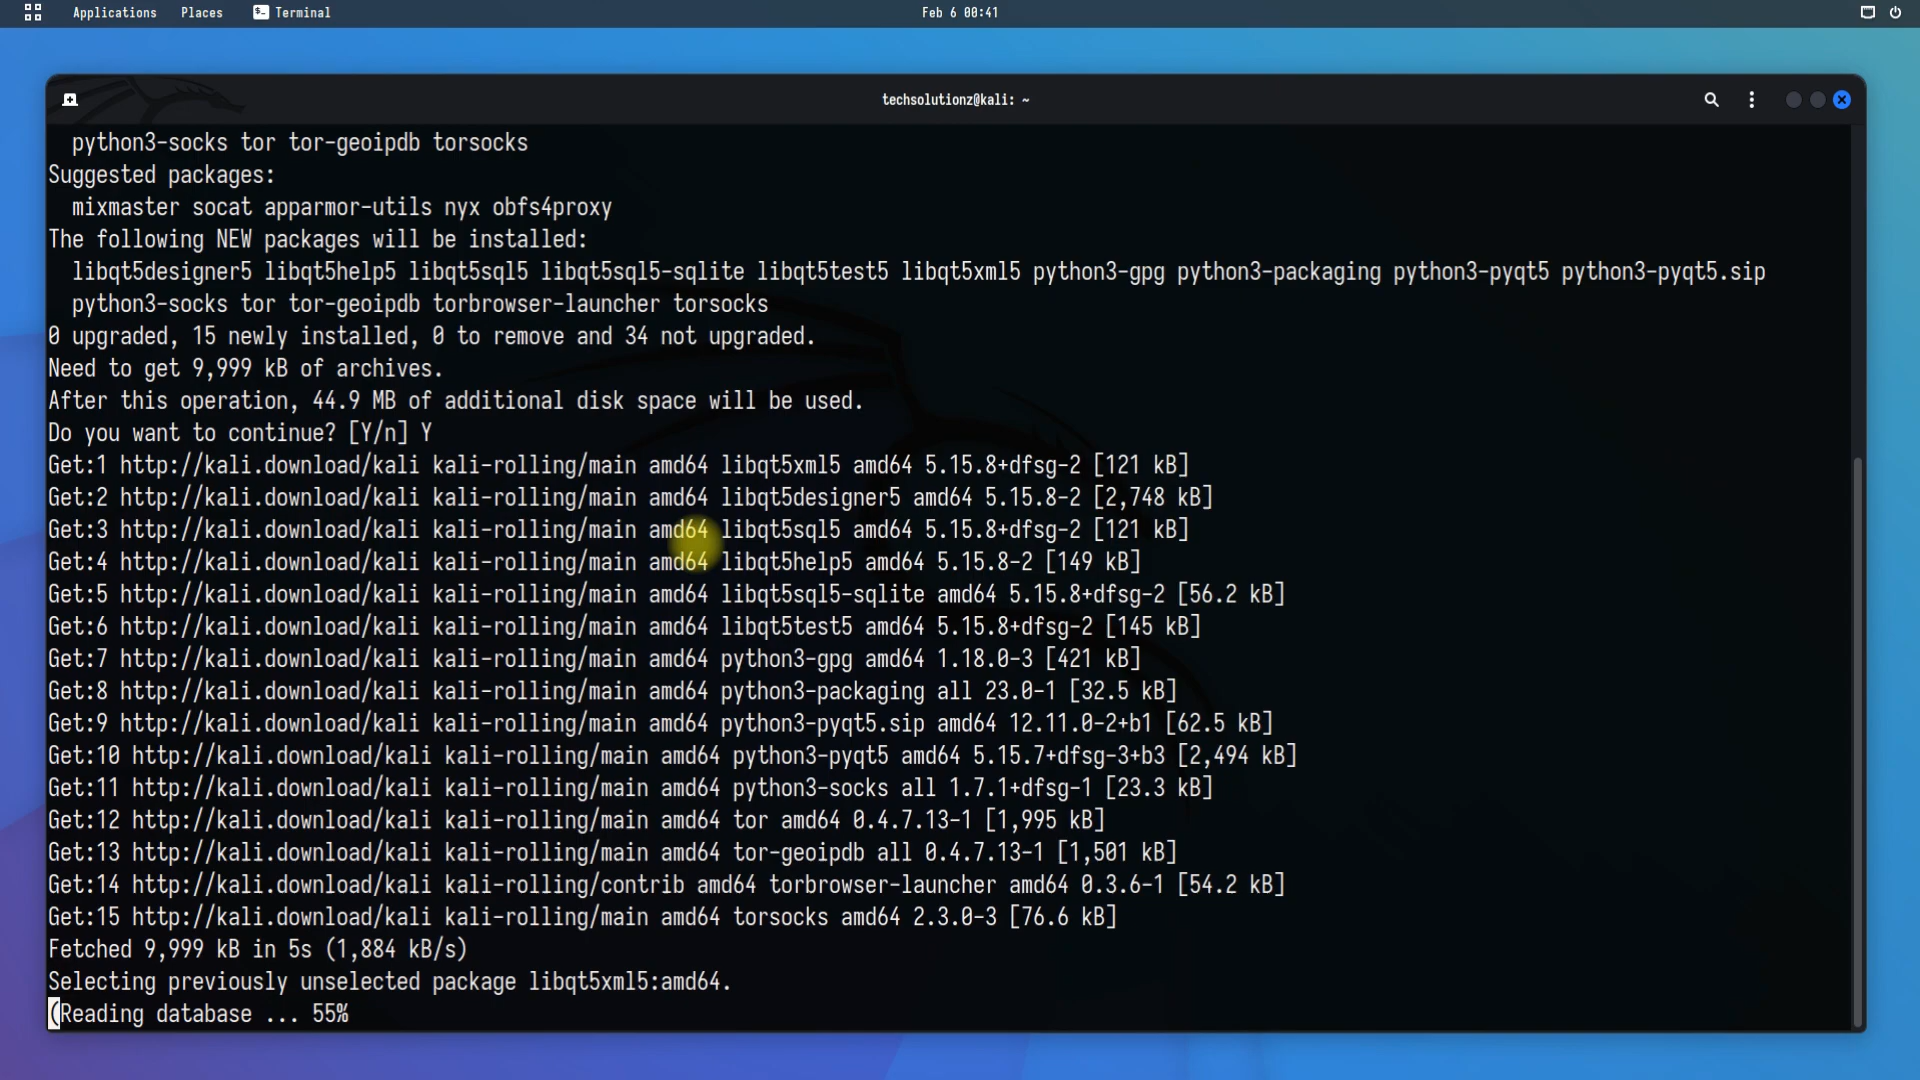 Applications Places Terminal Feb 6 00:41
techsolutionz@kali: ~
python3-socks tor tor-geoipdb torsocks
Suggested packages:
mixmaster socat apparmor-utils nyx obfs4proxy
The following NEW packages will be installed:
libqt5designer5 libqt5help5 libqt5sql5 libqt5sql5-sqlite libqt5test5 libqt5xml5 python3-gpg python3-packaging python3-pyqt5 python3-pyqt5.sip
python3-socks tor tor-geoipdb torbrowser-launcher torsocks
0 upgraded, 15 newly installed, 0 to remove and 34 not upgraded.
Need to get 9,999 kB of archives.
After this operation, 44.9 MB of additional disk space will be used.
Do you want to continue? [Y/n] Y
Get:1 http://kali.download/kali kali-rolling/main amd64 libqt5xml5 amd64 5.15.8+dfsg-2 [121 kB]
Get:2 http://kali.download/kali kali-rolling/main amd64 libqt5designer5 amd64 5.15.8-2 [2,748 kB]
Get:3 http://kali.download/kali kali-rolling/main amd64 libqt5sql5 amd64 5.15.8+dfsg-2 [121 kB]
Get:4 http://kali.download/kali kali-rolling/main amd64 libqt5help5 amd64 5.15.8-2 [149 kB]
Get:5 http://kali.download/kali kali-rolling/main amd64 libqt5sql5-sqlite amd64 5.15.8+dfsg-2 [56.2 kB]
Get:6 http://kali.download/kali kali-rolling/main amd64 libqt5test5 amd64 5.15.8+dfsg-2 [145 kB]
Get:7 http://kali.download/kali kali-rolling/main amd64 python3-gpg amd64 1.18.0-3 [421 kB]
Get:8 http://kali.download/kali kali-rolling/main amd64 python3-packaging all 23.0-1 [32.5 kB]
Get:9 http://kali.download/kali kali-rolling/main amd64 python3-pyqt5.sip amd64 12.11.0-2+b1 [62.5 kB]
Get:10 http://kali.download/kali kali-rolling/main amd64 python3-pyqt5 amd64 5.15.7+dfsg-3+b3 [2,494 kB]
Get:11 http://kali.download/kali kali-rolling/main amd64 python3-socks all 1.7.1+dfsg-1 [23.3 kB]
Get:12 http://kali.download/kali kali-rolling/main amd64 tor amd64 0.4.7.13-1 [1,995 kB]
Get:13 http://kali.download/kali kali-rolling/main amd64 tor-geoipdb all 0.4.7.13-1 [1,501 kB]
Get:14 http://kali.download/kali kali-rolling/contrib amd64 torbrowser-launcher amd64 0.3.6-1 [54.2 kB]
Get:15 http://kali.download/kali kali-rolling/main amd64 torsocks amd64 2.3.0-3 [76.6 kB]
Fetched 9,999 kB in 5s (1,884 kB/s)
Selecting previously unselected package libqt5xml5:amd64.
(Reading database ... 55%